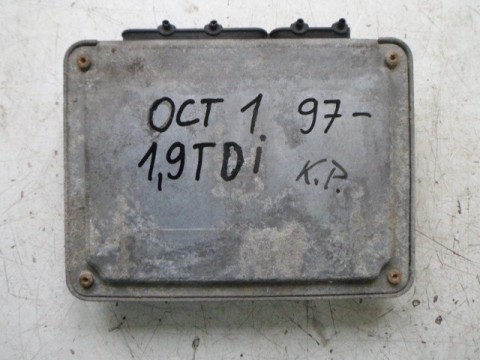 OCT 1 97-
1,9TDi K.P.